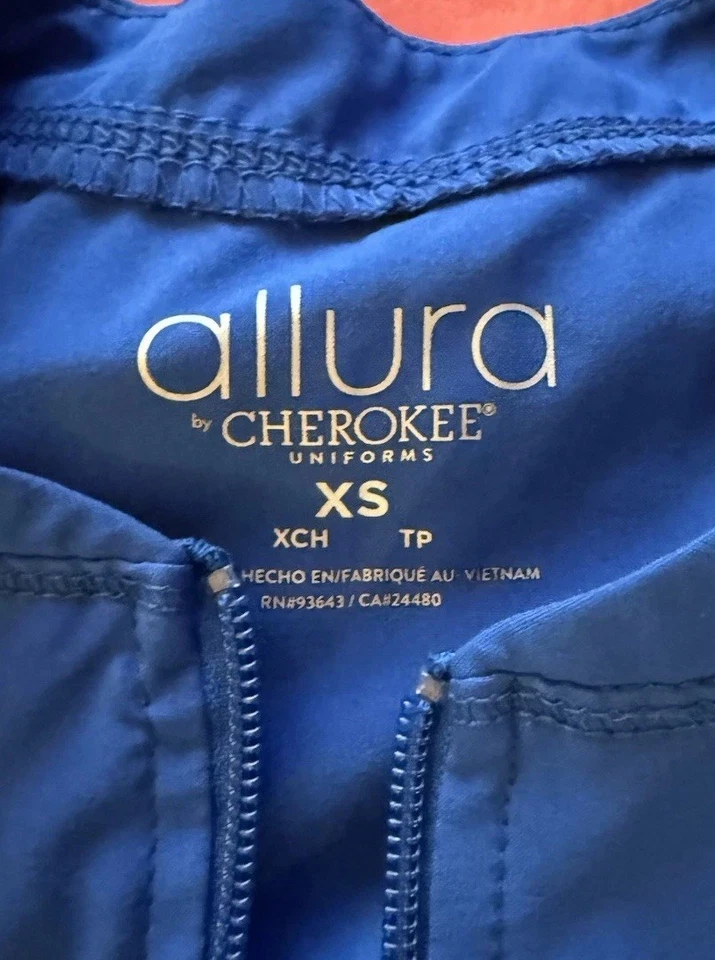 allura
by CHEROKEE®
UNIFORMS
XS
XCH TP
HECHO EN/FABRIQUÉ AU VIETNAM
RN#93643 / CA#24480